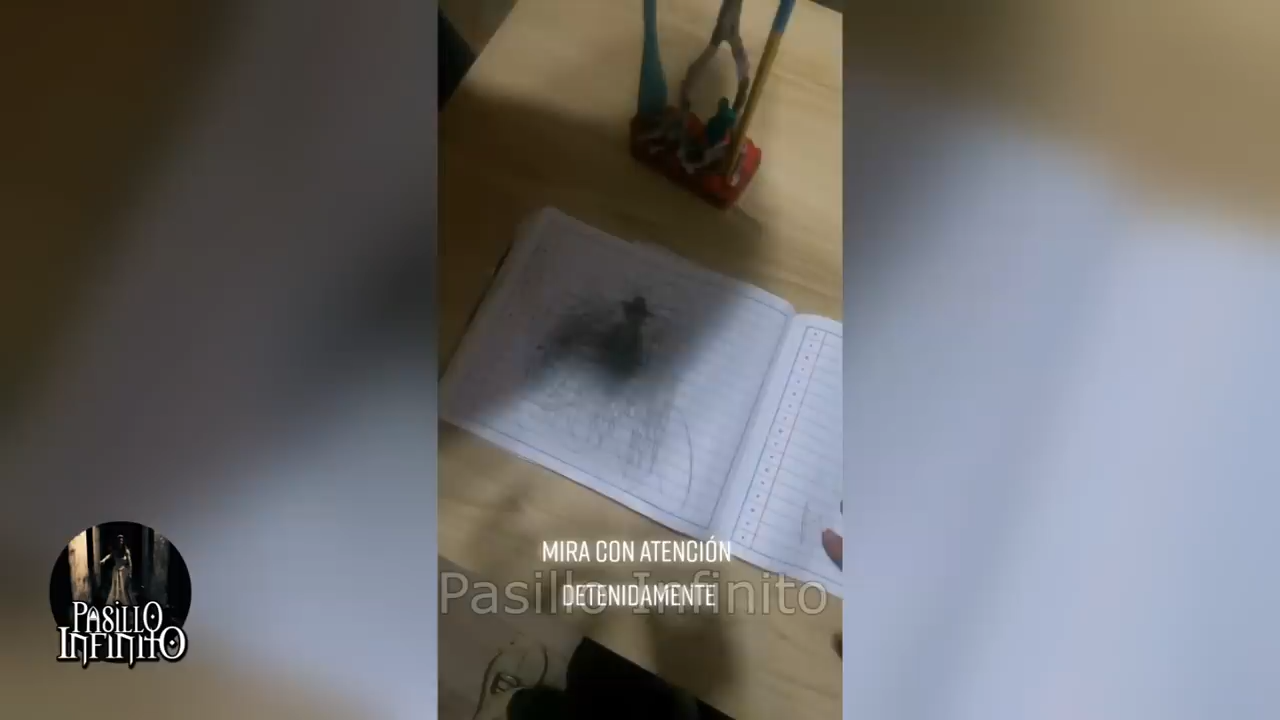 MIRA CON ATENCIÓN
Pasillo Infinito
DETENIDAMENTE
PASILLO
INFINITO